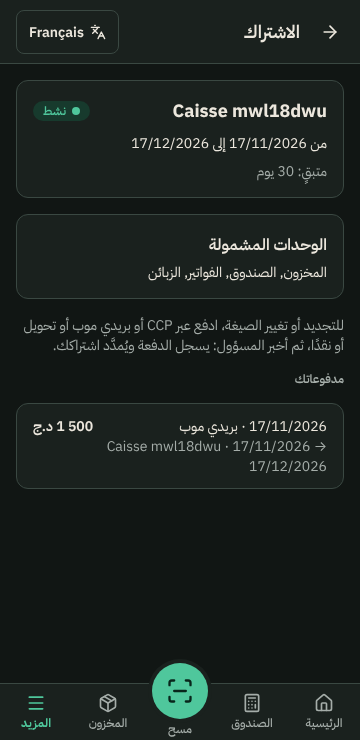 الاشتراك
Français
Caisse mwl18dwu
نشط
من 17/11/2026 إلى 17/12/2026
متبقٍ: 30 يوم
الوحدات المشمولة
المخزون, الصندوق, الفواتير, الزبائن
للتجديد أو تغيير الصيغة، ادفع عبر CCP أو بريدي موب أو تحويل
أو نقدًا، ثم أخبر المسؤول: يسجل الدفعة ويُمدَّد اشتراكك.
مدفوعاتك
17/11/2026 · بريدي موب
1 500 د.ج
Caisse mwl18dwu · 17/11/2026 →
17/12/2026
الرئيسية
الصندوق
مسح
المخزون
المزيد